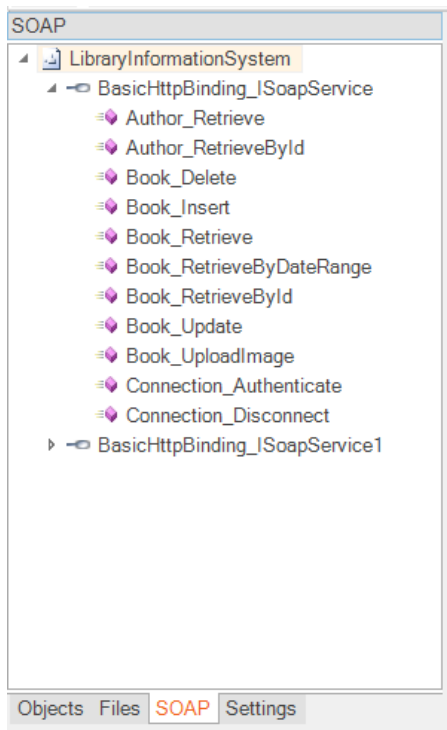 SOAP
LibraryInformationSystem
BasicHttpBinding_ISoapService
Author_Retrieve
Author_RetrieveById
Book_Delete
Book_Insert
Book_Retrieve
Book_RetrieveByDateRange
Book_RetrieveById
Book_Update
Book_UploadImage
Connection_Authenticate
Connection_Disconnect
BasicHttpBinding_ISoapService1
Objects Files SOAP Settings